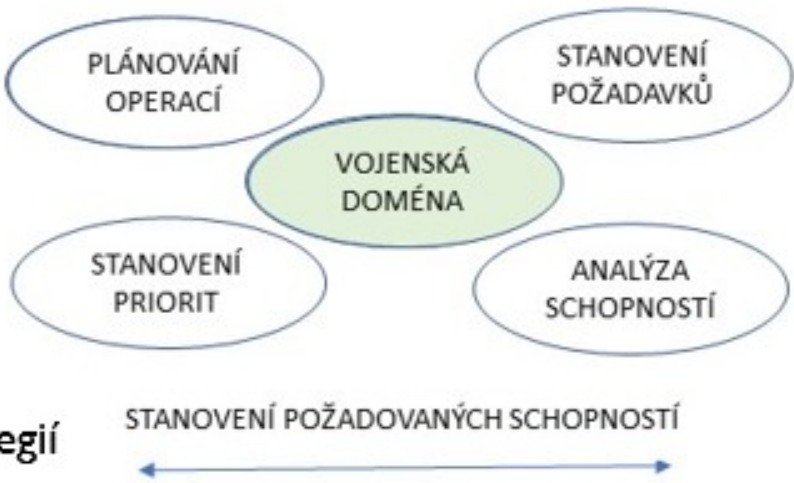 PLÁNOVÁNÍ
OPERACÍ
STANOVENÍ
POŽADAVKŮ
VOJENSKÁ
DOMÉNA
STANOVENÍ
PRIORIT
ANALÝZA
SCHOPNOSTÍ
STANOVENÍ POŽADOVANÝCH SCHOPNOSTÍ
egií